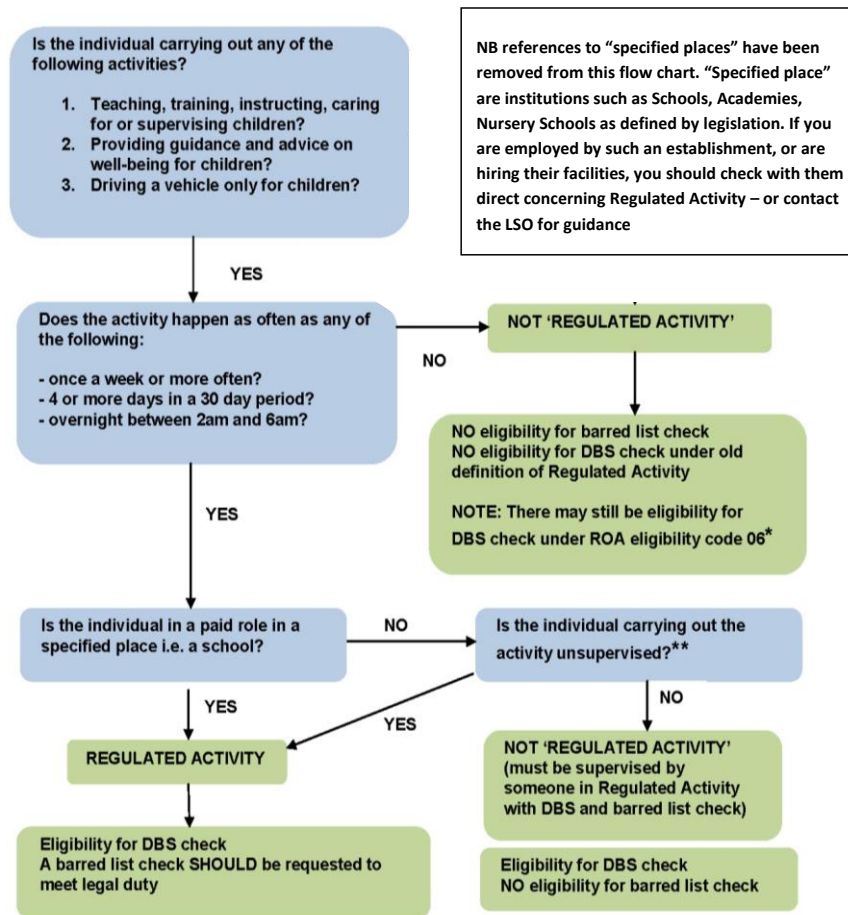 Is the individual carrying out any of the
following activities?
1. Teaching, training, instructing, caring
for or supervising children?
2. Providing guidance and advice on
well-being for children?
3. Driving a vehicle only for children?
NB references to “specified places” have been
removed from this flow chart. “Specified place”
are institutions such as Schools, Academies,
Nursery Schools as defined by legislation. If you
are employed by such an establishment, or are
hiring their facilities, you should check with them
direct concerning Regulated Activity – or contact
the LSO for guidance
YES
Does the activity happen as often as any of
the following:
- once a week or more often?
- 4 or more days in a 30 day period?
- overnight between 2am and 6am?
NO
NOT ‘REGULATED ACTIVITY’
NO eligibility for barred list check
NO eligibility for DBS check under old
definition of Regulated Activity
NOTE: There may still be eligibility for
DBS check under ROA eligibility code 06*
YES
Is the individual in a paid role in a
specified place i.e. a school?
NO
Is the individual carrying out the
activity unsupervised?**
YES
YES
NO
REGULATED ACTIVITY
NOT ‘REGULATED ACTIVITY’
(must be supervised by
someone in Regulated Activity
with DBS and barred list check)
Eligibility for DBS check
A barred list check SHOULD be requested to
meet legal duty
Eligibility for DBS check
NO eligibility for barred list check